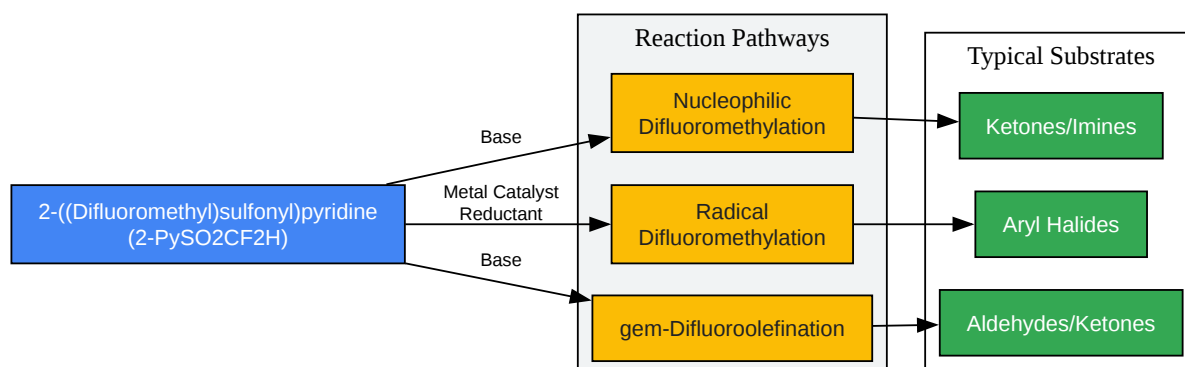 Reaction Pathways
Typical Substrates
Nucleophilic
Difluoromethylation
Ketones/Imines
Base
Metal Catalyst
Reductant
2-((Difluoromethyl)sulfonyl)pyridine
(2-PySO2CF2H)
Radical
Difluoromethylation
Aryl Halides
Base
gem-Difluoroolefination
Aldehydes/Ketones